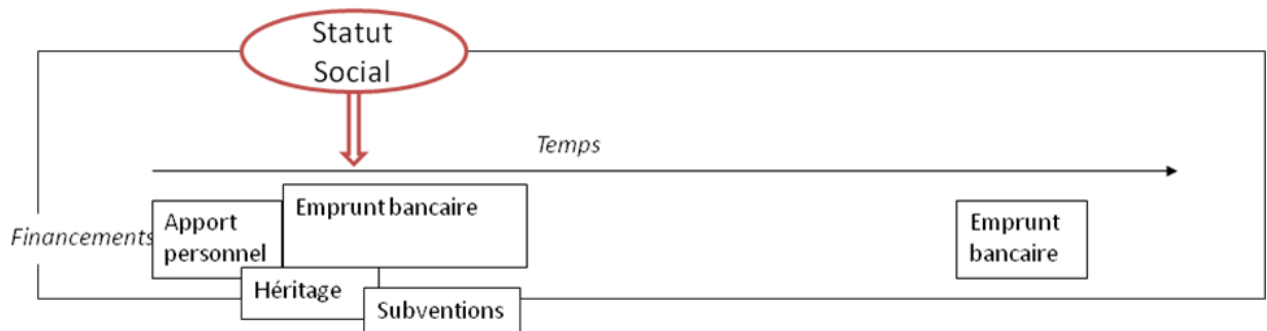 Statut
Social
Temps
Financements
Apport
personnel
Emprunt bancaire
Emprunt
bancaire
Héritage
Subventions